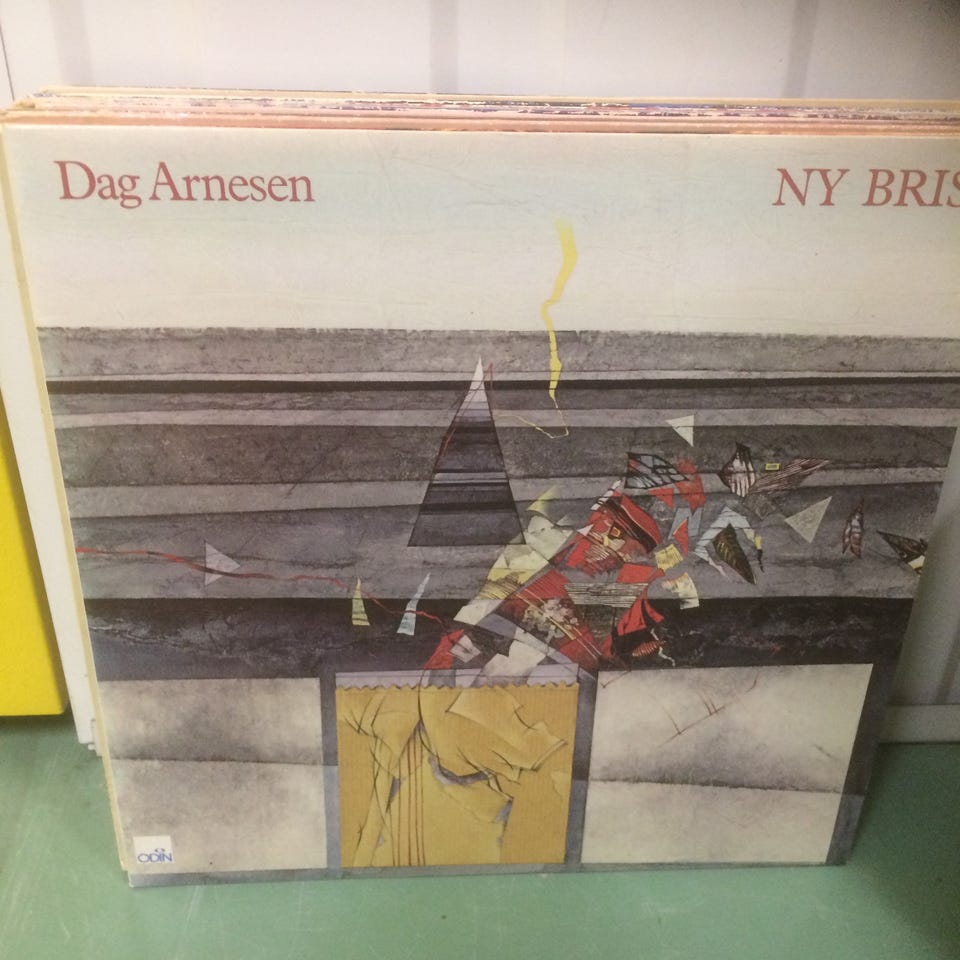 Dag Arnesen
NY BRIS
ODIN